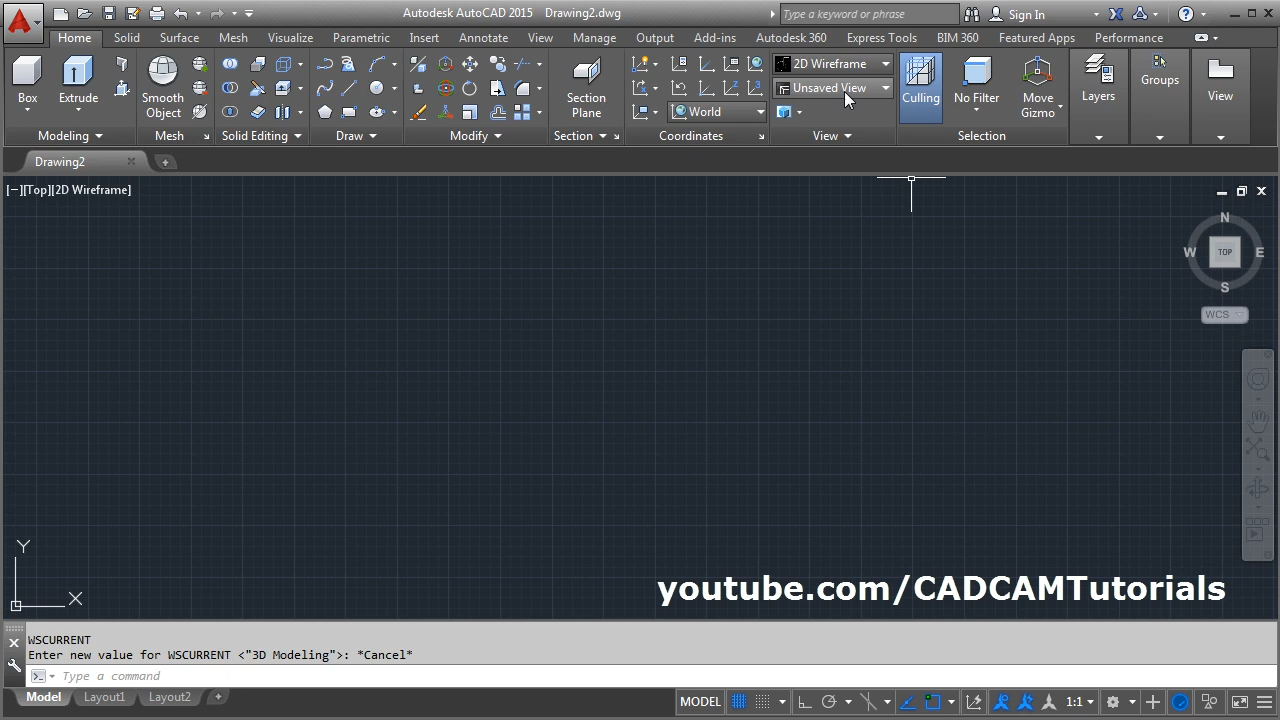 Autodesk AutoCAD 2015 Drawing2.dwg
Type a keyword or phrase
Sign In
Home Solid Surface Mesh Visualize Parametric Insert Annotate View Manage Output Add-ins Autodesk 360 Express Tools BIM 360 Featured Apps Performance
Box
Extrude
Smooth
Object
Section
Plane
World
2D Wireframe
Unsaved View
Culling
No Filter
Move
Gizmo
Layers
Groups
View
Modeling Mesh Solid Editing Draw Modify Section Coordinates View Selection
Drawing2
[−][Top][2D Wireframe]
N
W TOP E
S
WCS
Y
X
youtube.com/CADCAMTutorials
WSCURRENT
Enter new value for WSCURRENT <"3D Modeling">: *Cancel*
Type a command
Model Layout1 Layout2
MODEL 1:1